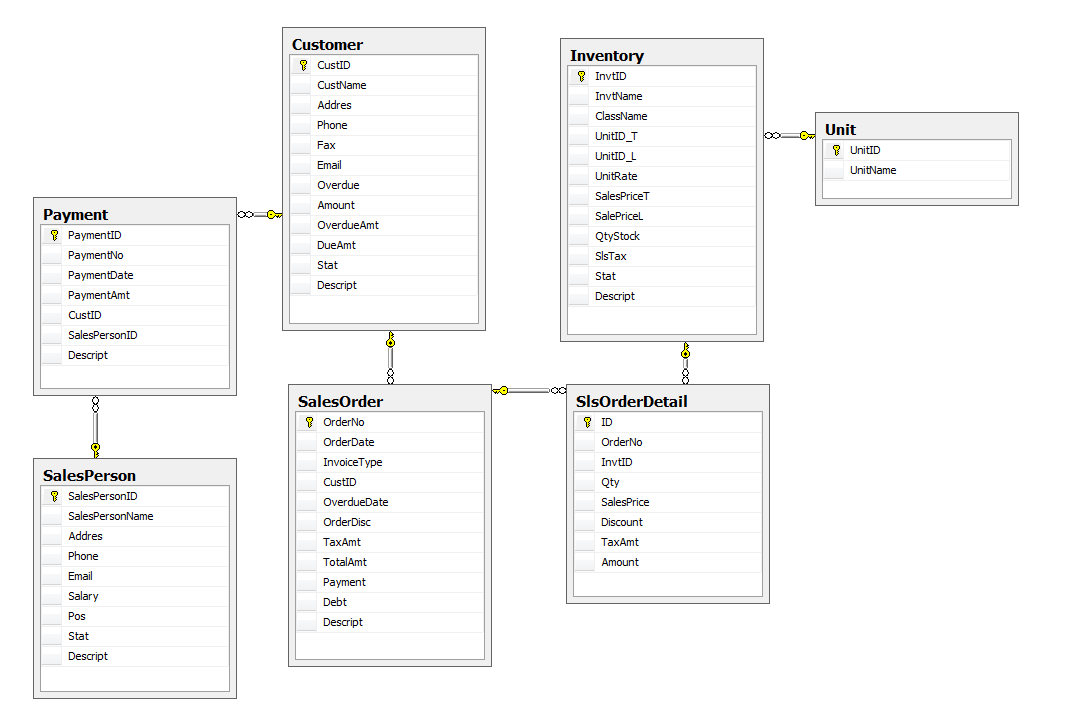 Customer
CustID
CustName
Addres
Phone
Fax
Email
Overdue
Amount
OverdueAmt
DueAmt
Stat
Descript
Inventory
InvtID
InvtName
ClassName
UnitID_T
UnitID_L
UnitRate
SalesPriceT
SalePriceL
QtyStock
SlsTax
Stat
Descript
Unit
UnitID
UnitName
Payment
PaymentID
PaymentNo
PaymentDate
PaymentAmt
CustID
SalesPersonID
Descript
SalesOrder
OrderNo
OrderDate
InvoiceType
CustID
OverdueDate
OrderDisc
TaxAmt
TotalAmt
Payment
Debt
Descript
SlsOrderDetail
ID
OrderNo
InvtID
Qty
SalesPrice
Discount
TaxAmt
Amount
SalesPerson
SalesPersonID
SalesPersonName
Addres
Phone
Email
Salary
Pos
Stat
Descript